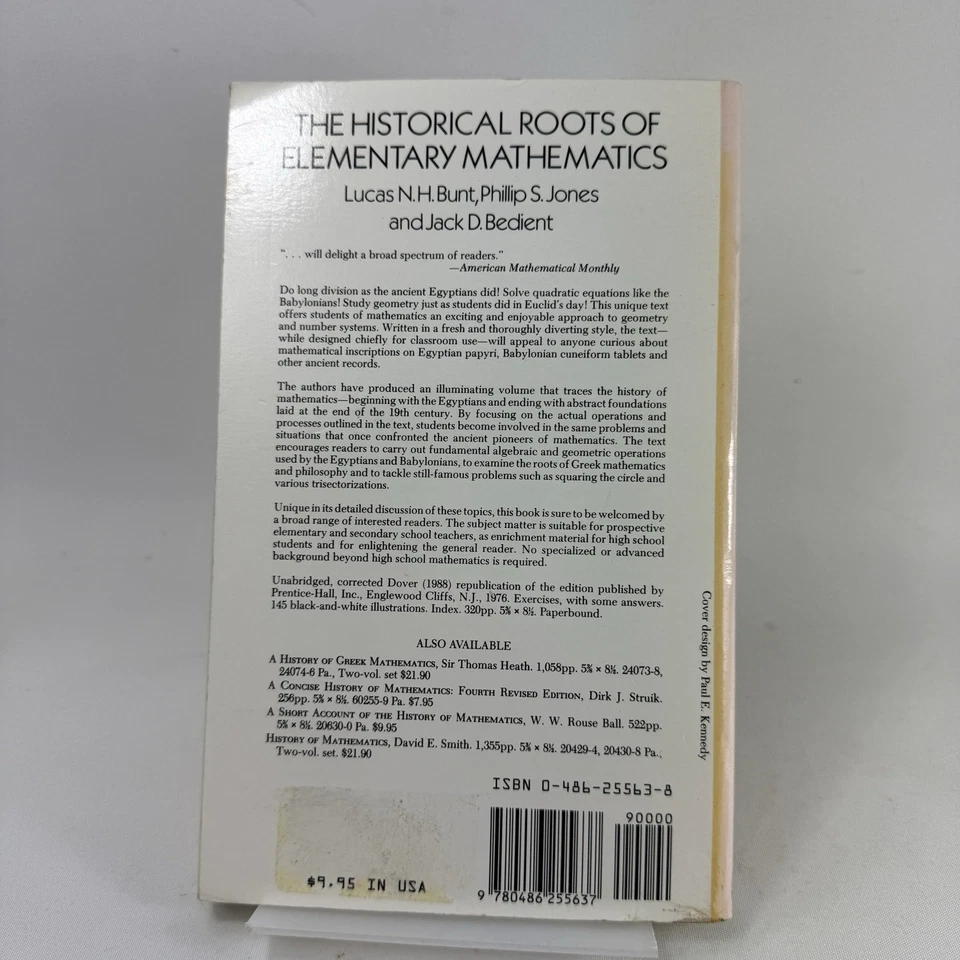 THE HISTORICAL ROOTS OF
ELEMENTARY MATHEMATICS
Lucas N.H. Bunt, Phillip S. Jones
and Jack D. Bedient
". . . will delight a broad spectrum of readers."
—American Mathematical Monthly
Do long division as the ancient Egyptians did! Solve quadratic equations like the
Babylonians! Study geometry just as students did in Euclid's day! This unique text
offers students of mathematics an exciting and enjoyable approach to geometry
and number systems. Written in a fresh and thoroughly diverting style, the text—
while designed chiefly for classroom use—will appeal to anyone curious about
mathematical inscriptions on Egyptian papyri, Babylonian cuneiform tablets and
other ancient records.
The authors have produced an illuminating volume that traces the history of
mathematics—beginning with the Egyptians and ending with abstract foundations
laid at the end of the 19th century. By focusing on the actual operations and
processes outlined in the text, students become involved in the same problems and
situations that once confronted the ancient pioneers of mathematics. The text
encourages readers to carry out fundamental algebraic and geometric operations
used by the Egyptians and Babylonians, to examine the roots of Greek mathematics
and philosophy and to tackle still-famous problems such as squaring the circle and
various trisectorizations.
Unique in its detailed discussion of these topics, this book is sure to be welcomed by
a broad range of interested readers. The subject matter is suitable for prospective
elementary and secondary school teachers, as enrichment material for high school
students and for enlightening the general reader. No specialized or advanced
background beyond high school mathematics is required.
Unabridged, corrected Dover (1988) republication of the edition published by
Prentice-Hall, Inc., Englewood Cliffs, N.J., 1976. Exercises, with some answers.
145 black-and-white illustrations. Index. 320pp. 5⅜ × 8½. Paperbound.
ALSO AVAILABLE
A HISTORY OF GREEK MATHEMATICS, Sir Thomas Heath. 1,058pp. 5⅜ × 8½. 24073-8,
24074-6 Pa., Two-vol. set $21.90
A CONCISE HISTORY OF MATHEMATICS: FOURTH REVISED EDITION, Dirk J. Struik.
256pp. 5⅜ × 8½. 60255-9 Pa. $7.95
A SHORT ACCOUNT OF THE HISTORY OF MATHEMATICS, W. W. Rouse Ball. 522pp.
5⅜ × 8½. 20630-0 Pa. $9.95
HISTORY OF MATHEMATICS, David E. Smith. 1,355pp. 5⅜ × 8½. 20429-4, 20430-8 Pa.,
Two-vol. set. $21.90
Cover design by Paul E. Kennedy
ISBN 0-486-25563-8
90000
$9.95 IN USA
9 780486 255637